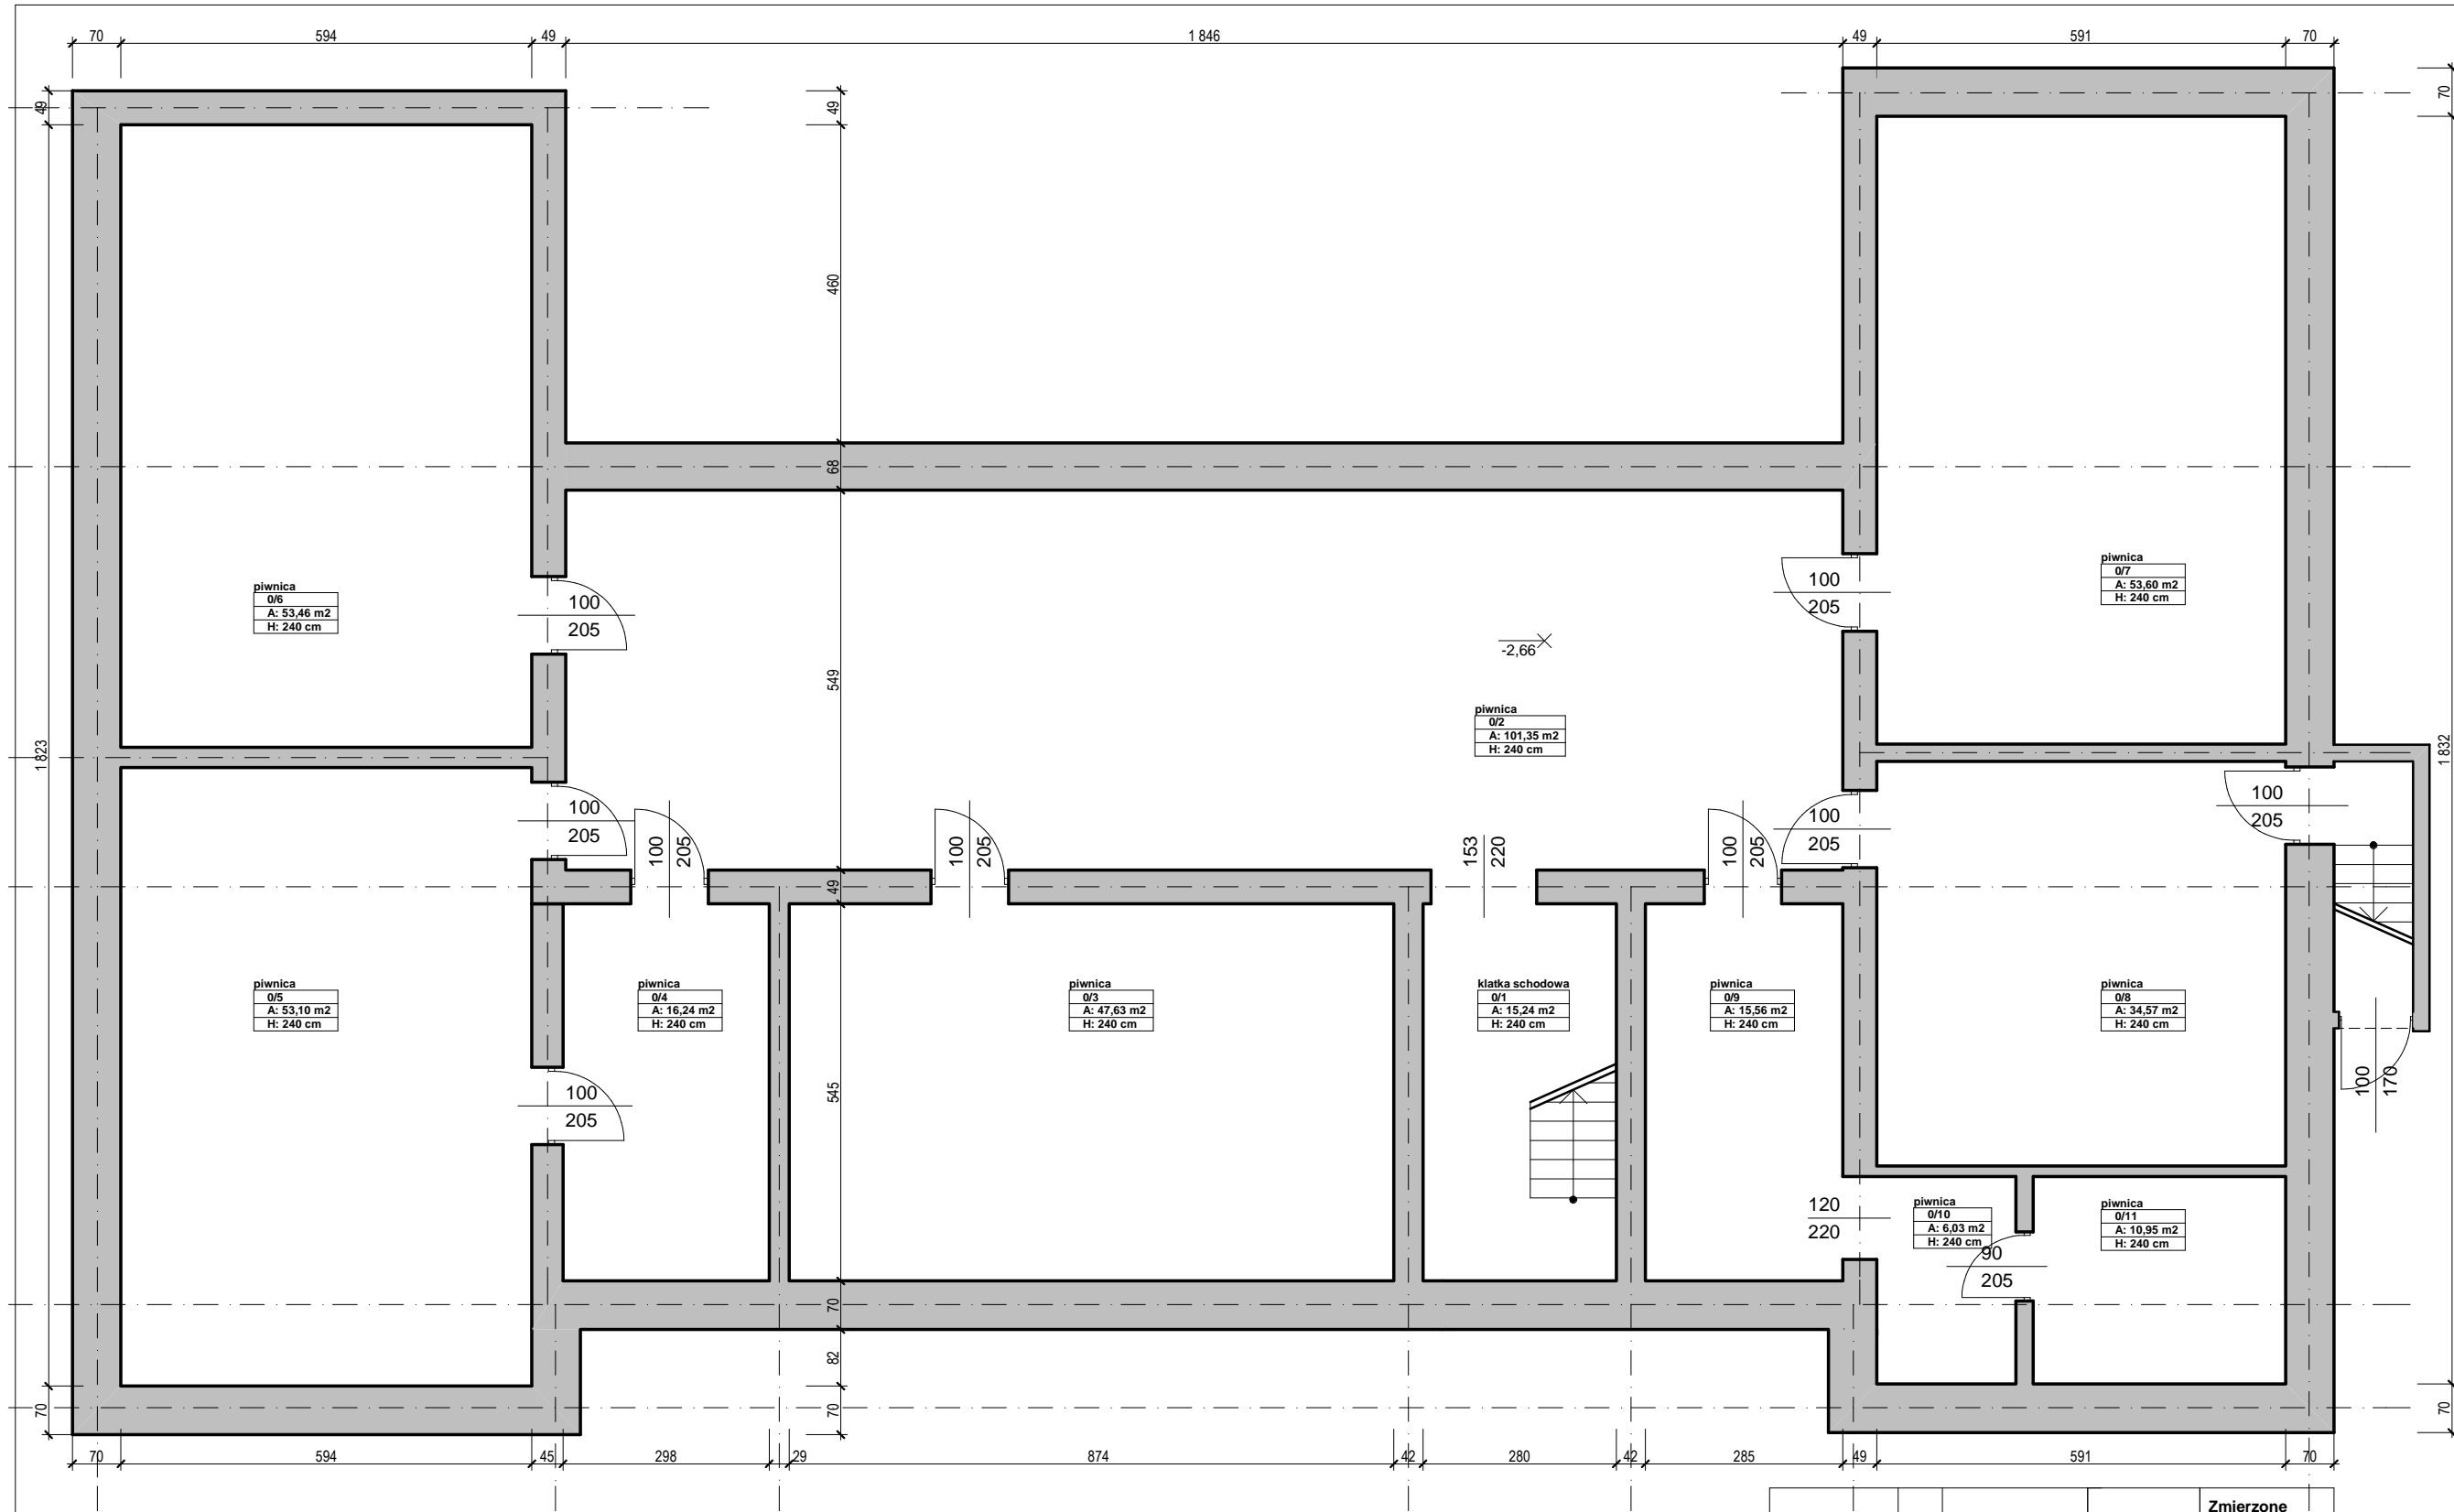 70 594 49 1 846 49 591 70
49
49
70
460
68
549
1 823
1 832
piwnica
0/6
A: 53,46 m2
H: 240 cm
100
205
100
205
piwnica
0/7
A: 53,60 m2
H: 240 cm
-2,66
piwnica
0/2
A: 101,35 m2
H: 240 cm
100
205
100
205
100
205
153
220
100
205
100
205
100
205
49
piwnica
0/5
A: 53,10 m2
H: 240 cm
piwnica
0/4
A: 16,24 m2
H: 240 cm
piwnica
0/3
A: 47,63 m2
H: 240 cm
klatka schodowa
0/1
A: 15,24 m2
H: 240 cm
piwnica
0/9
A: 15,56 m2
H: 240 cm
piwnica
0/8
A: 34,57 m2
H: 240 cm
100
170
100
205
545
120
220
piwnica
0/10
A: 6,03 m2
H: 240 cm
90
205
piwnica
0/11
A: 10,95 m2
H: 240 cm
70
82
70
70
70
70 594 45 298 29 874 42 280 42 285 49 591 70
Zmierzone